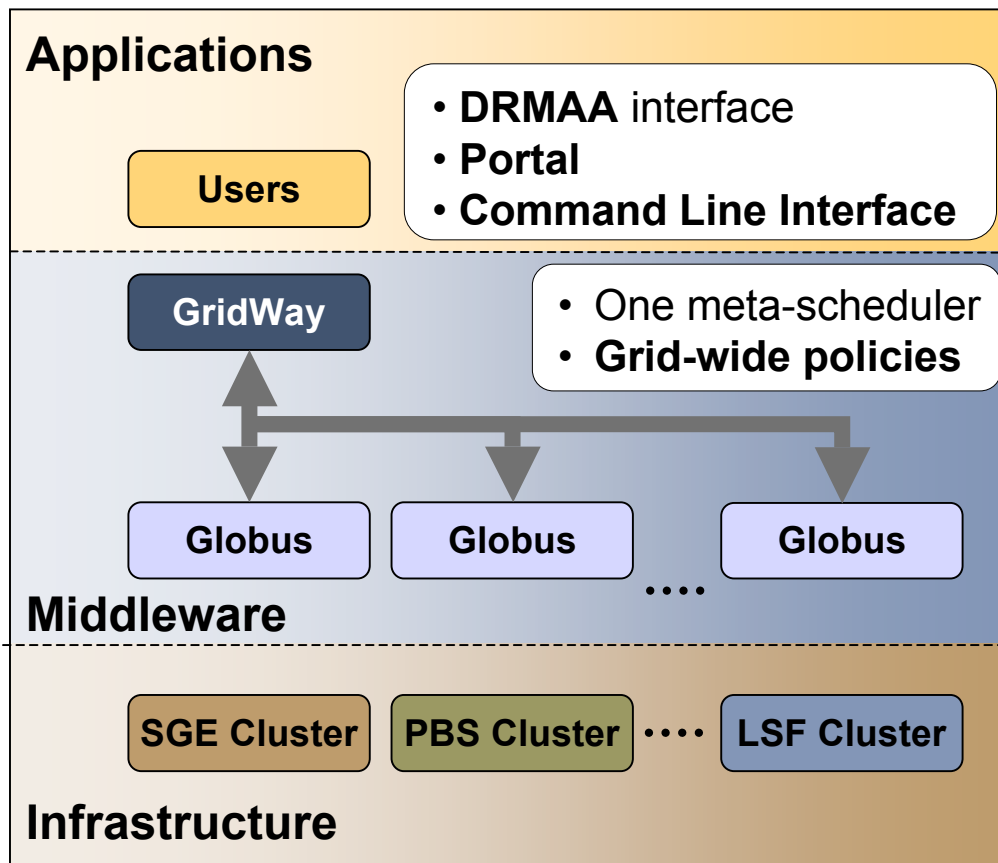 Applications
• DRMAA interface
• Portal
• Command Line Interface
Users
GridWay
• One meta-scheduler
• Grid-wide policies
Globus
Globus
....
Globus
Middleware
SGE Cluster
PBS Cluster
....
LSF Cluster
Infrastructure